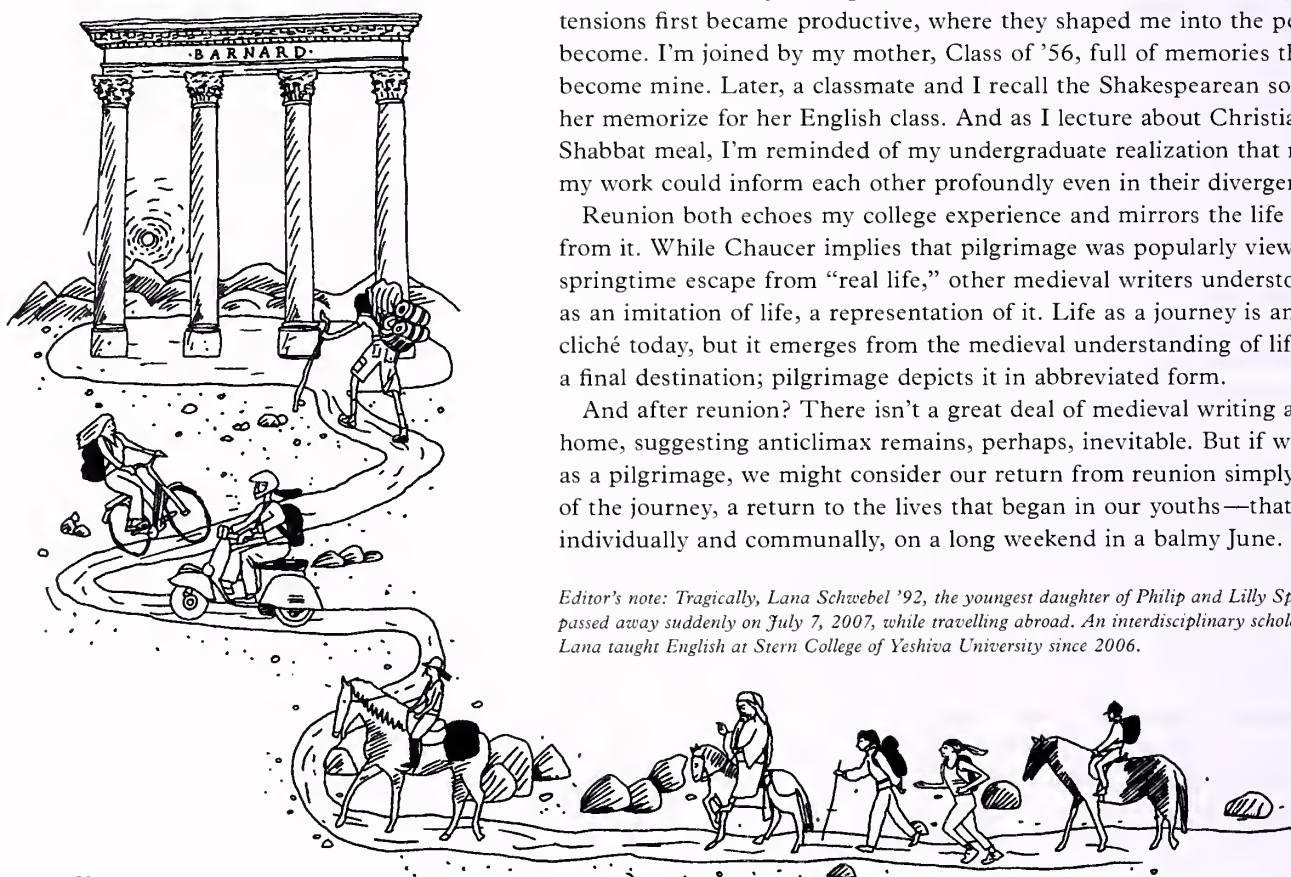 ·BARNARD·
tensions first became productive, where they shaped me into the pe
become. I'm joined by my mother, Class of '56, full of memories th
become mine. Later, a classmate and I recall the Shakespearean so
her memorize for her English class. And as I lecture about Christia
Shabbat meal, I'm reminded of my undergraduate realization that
my work could inform each other profoundly even in their diverge
Reunion both echoes my college experience and mirrors the life
from it. While Chaucer implies that pilgrimage was popularly view
springtime escape from “real life,” other medieval writers understo
as an imitation of life, a representation of it. Life as a journey is an
cliché today, but it emerges from the medieval understanding of lif
a final destination; pilgrimage depicts it in abbreviated form.
And after reunion? There isn't a great deal of medieval writing a
home, suggesting anticlimax remains, perhaps, inevitable. But if w
as a pilgrimage, we might consider our return from reunion simply
of the journey, a return to the lives that began in our youths—that
individually and communally, on a long weekend in a balmy June.
Editor's note: Tragically, Lana Schwebel '92, the youngest daughter of Philip and Lilly Sp
passed away suddenly on July 7, 2007, while travelling abroad. An interdisciplinary schol
Lana taught English at Stern College of Yeshiva University since 2006.